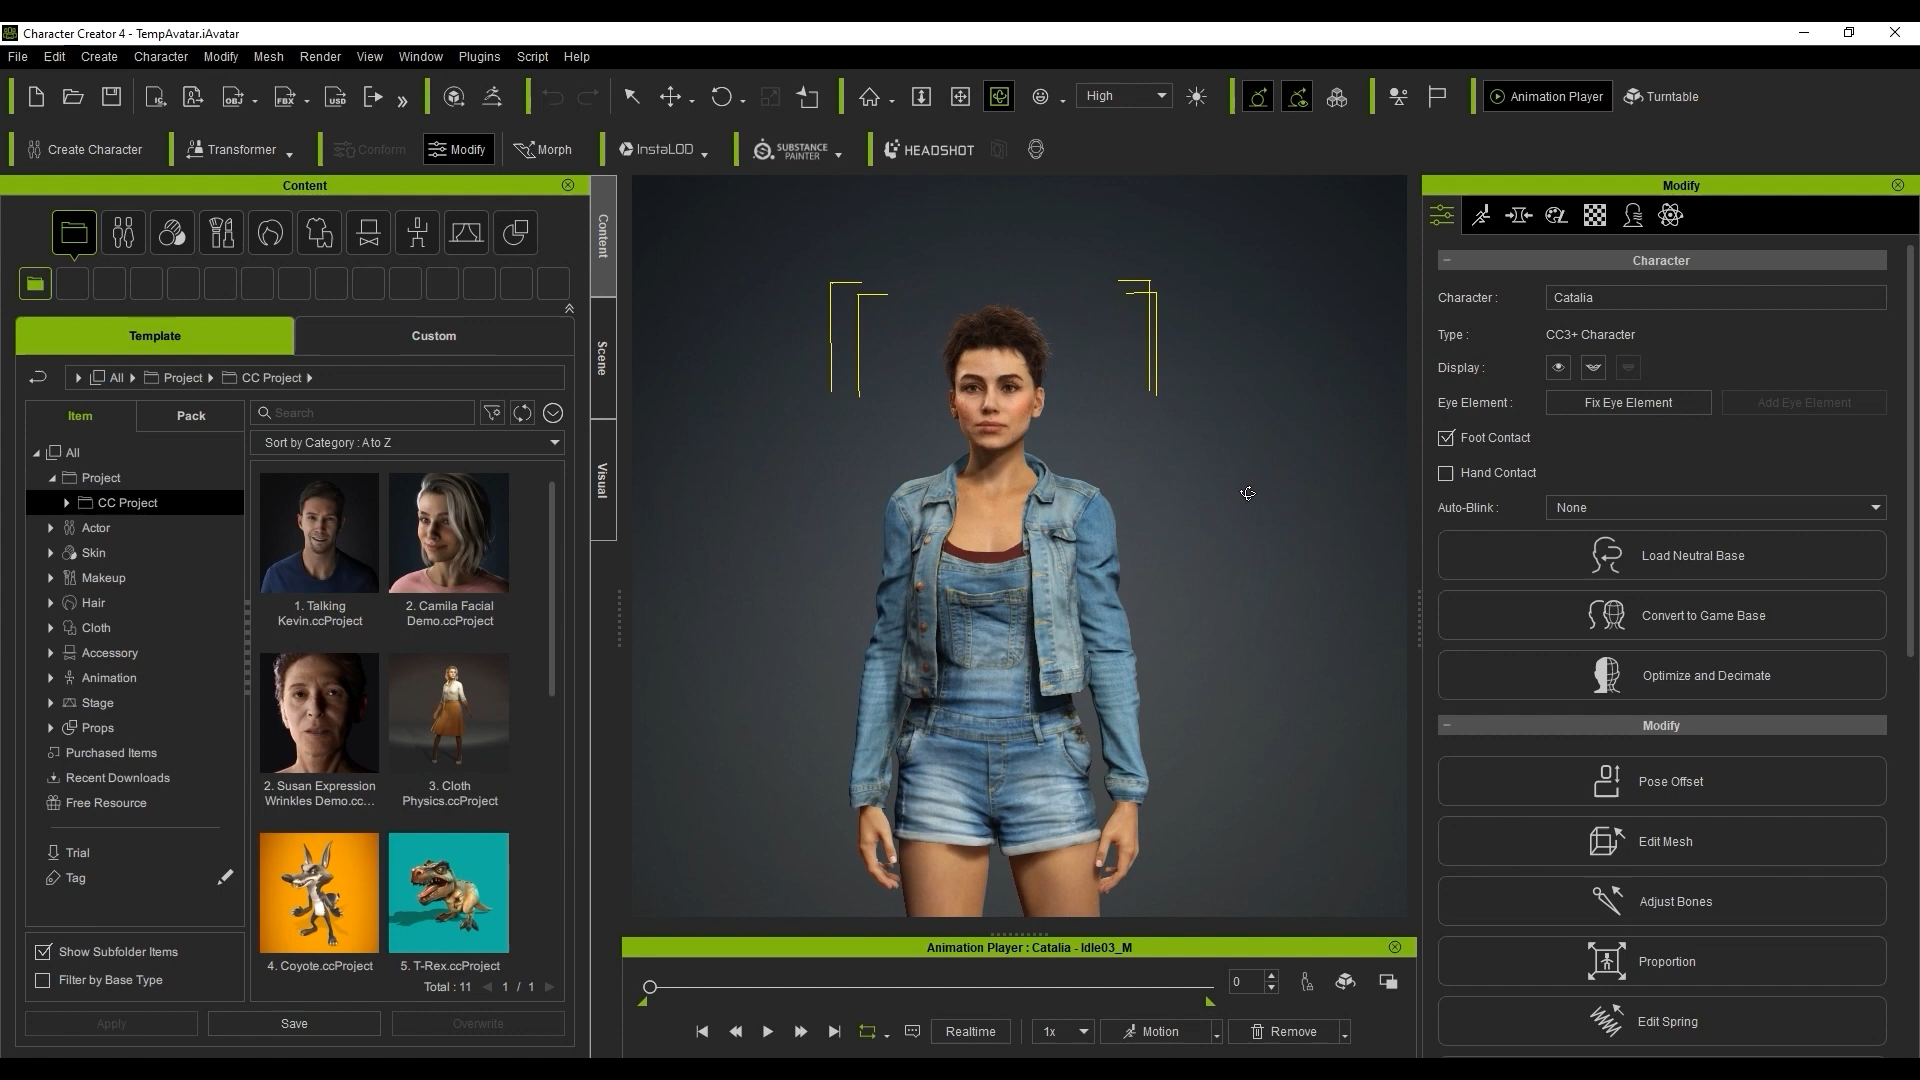 Character Creator 4 - TempAvatar.iAvatar
File Edit Create Character Modify Mesh Render View Window Plugins Script Help
IC OBJ FBX USD High Animation Player Turntable
Create Character Transformer Conform Modify Morph InstaLOD SUBSTANCE PAINTER HEADSHOT
Content
Template Custom
All Project CC Project
Item Pack
Search
Sort by Category : A to Z
All
Project
CC Project
Actor
Skin
Makeup
Hair
Cloth
Accessory
Animation
Stage
Props
Purchased Items
Recent Downloads
Free Resource
Trial
Tag
Show Subfolder Items
Filter by Base Type
1. Talking
Kevin.ccProject
2. Camila Facial
Demo.ccProject
2. Susan Expression
Wrinkles Demo.cc...
3. Cloth
Physics.ccProject
4. Coyote.ccProject
5. T-Rex.ccProject
Total : 11 1 / 1
Apply Save Overwrite
Content
Scene
Visual
Animation Player : Catalia - Idle03_M
0
Realtime 1x Motion Remove
Modify
Character
Character : Catalia
Type : CC3+ Character
Display :
Eye Element : Fix Eye Element Add Eye Element
Foot Contact
Hand Contact
Auto-Blink : None
Load Neutral Base
Convert to Game Base
Optimize and Decimate
Modify
Pose Offset
Edit Mesh
Adjust Bones
Proportion
Edit Spring